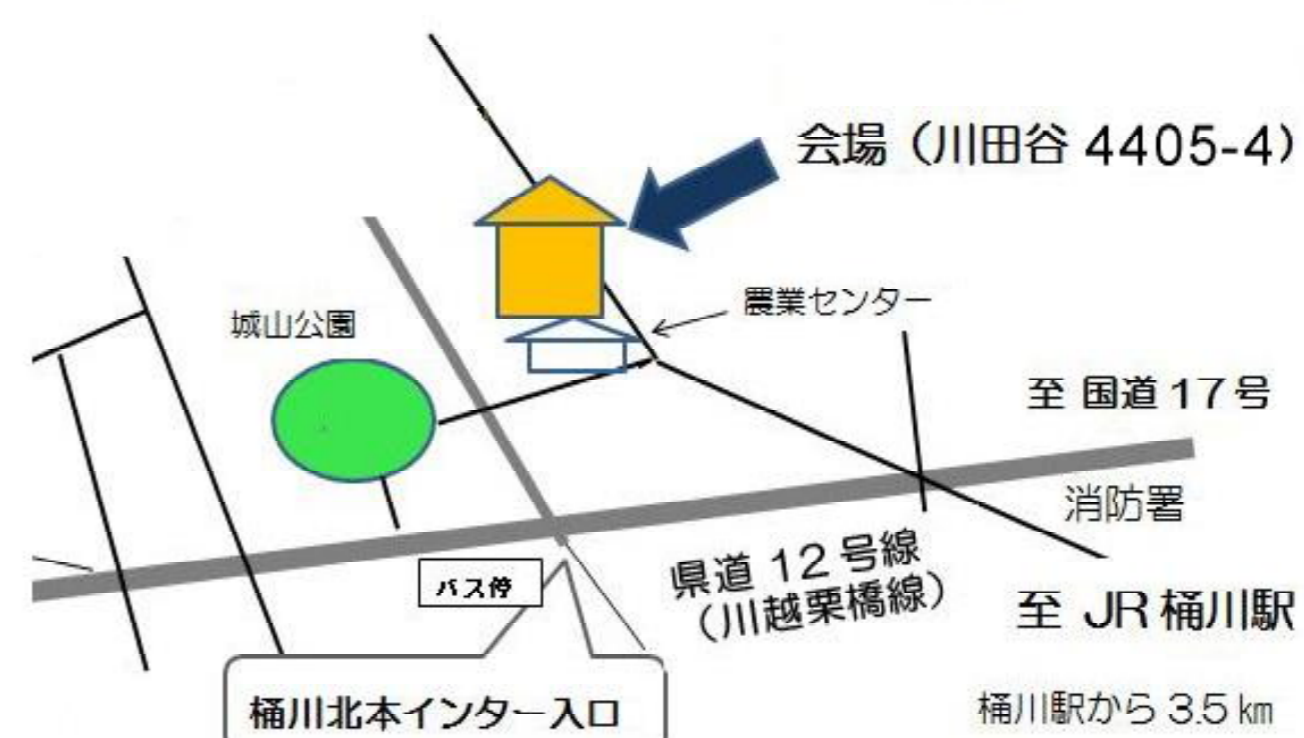 会場（川田谷 4405-4）
農業センター
城山公園
至 国道 17 号
消防署
県道 12 号線
（川越栗橋線）
バス停
至 JR 桶川駅
桶川北本インター入口
桶川駅から 3.5 ㎞